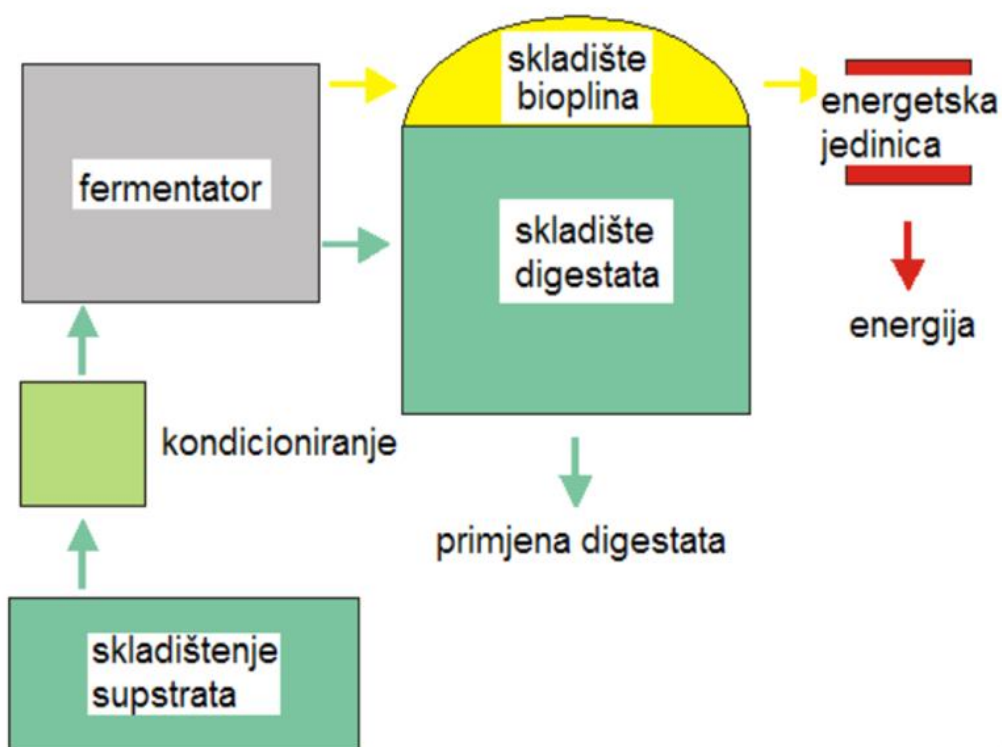 skladište
bioplina
energetska
jedinica
fermentator
skladište
digestata
energija
kondicioniranje
primjena digestata
skladištenje
supstrata